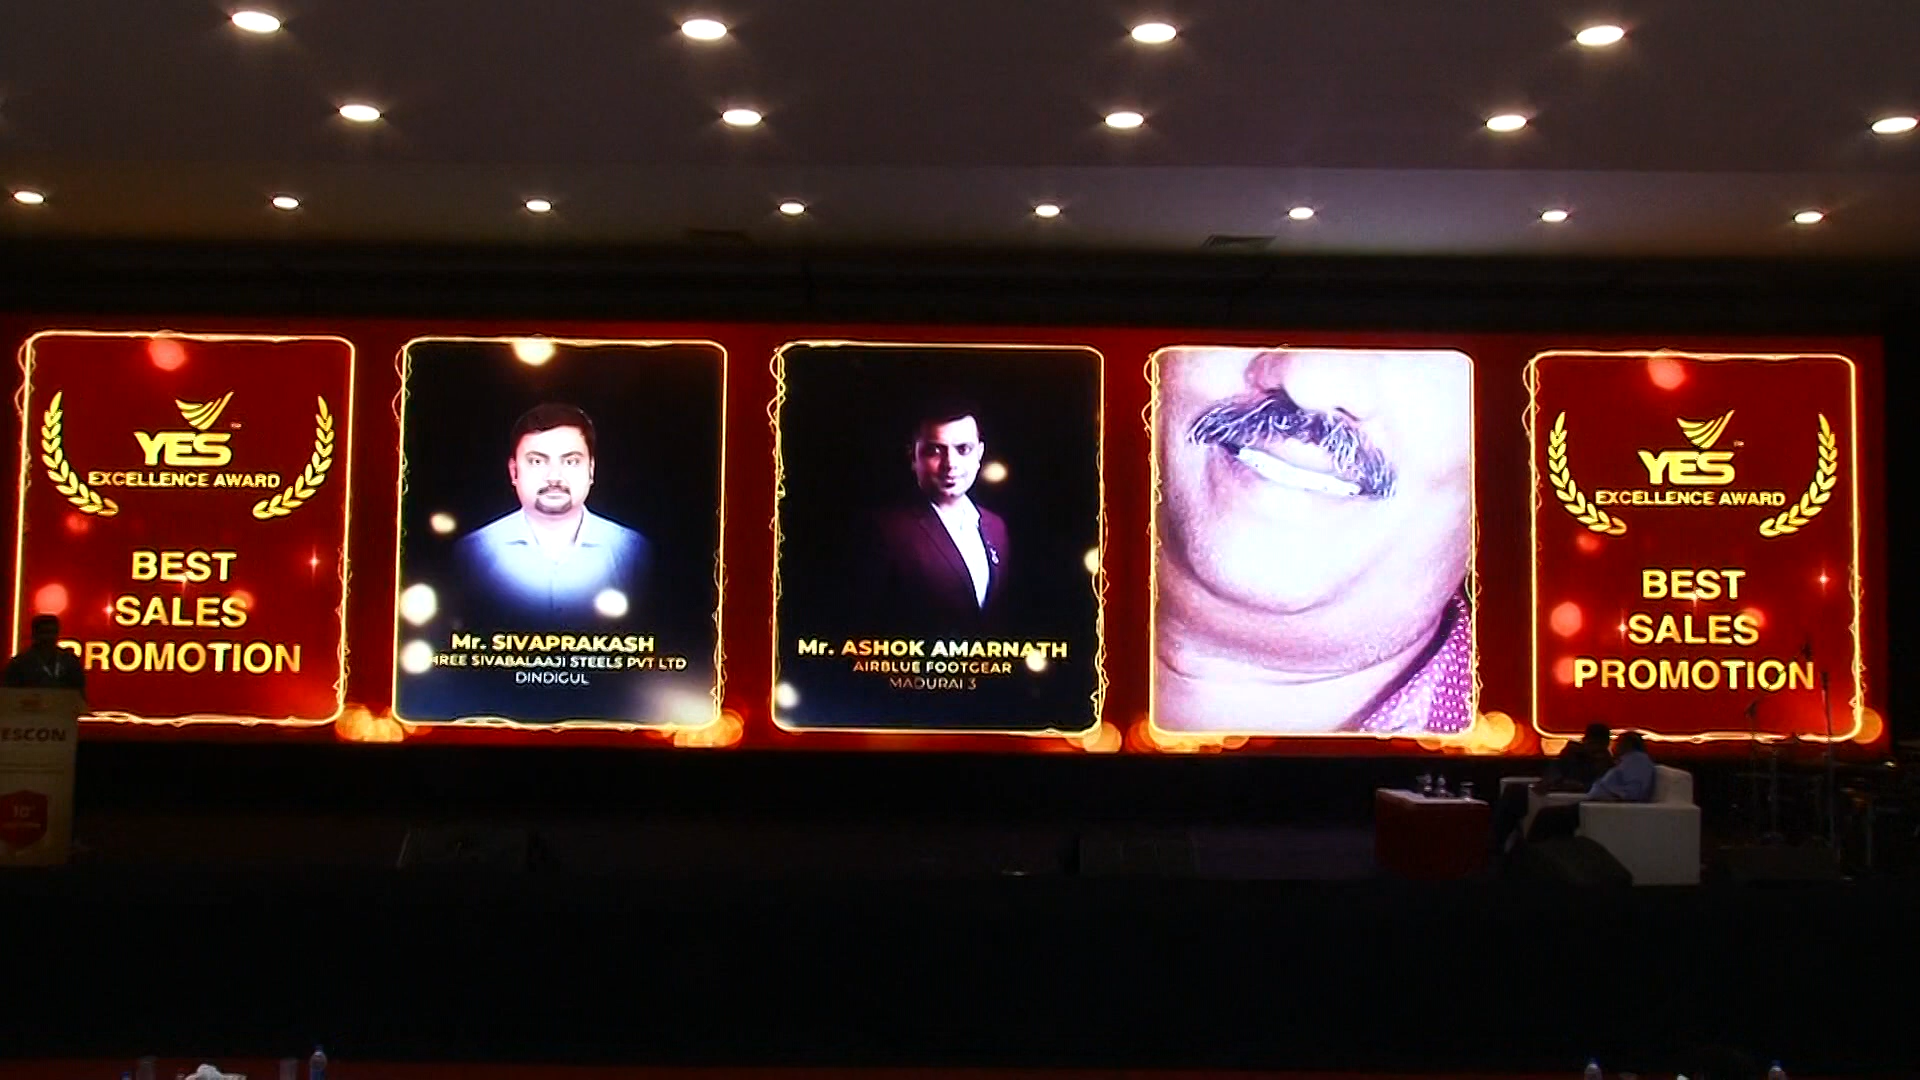 YES
EXCELLENCE AWARD
BEST
SALES
PROMOTION
Mr. SIVAPRAKASH
HREE SIVABALAAJI STEELS PVT LTD
DINDIGUL
Mr. ASHOK AMARNATH
AIRBLUE FOOTGEAR
MADURAI 3
YES
EXCELLENCE AWARD
BEST
SALES
PROMOTION
ESCON